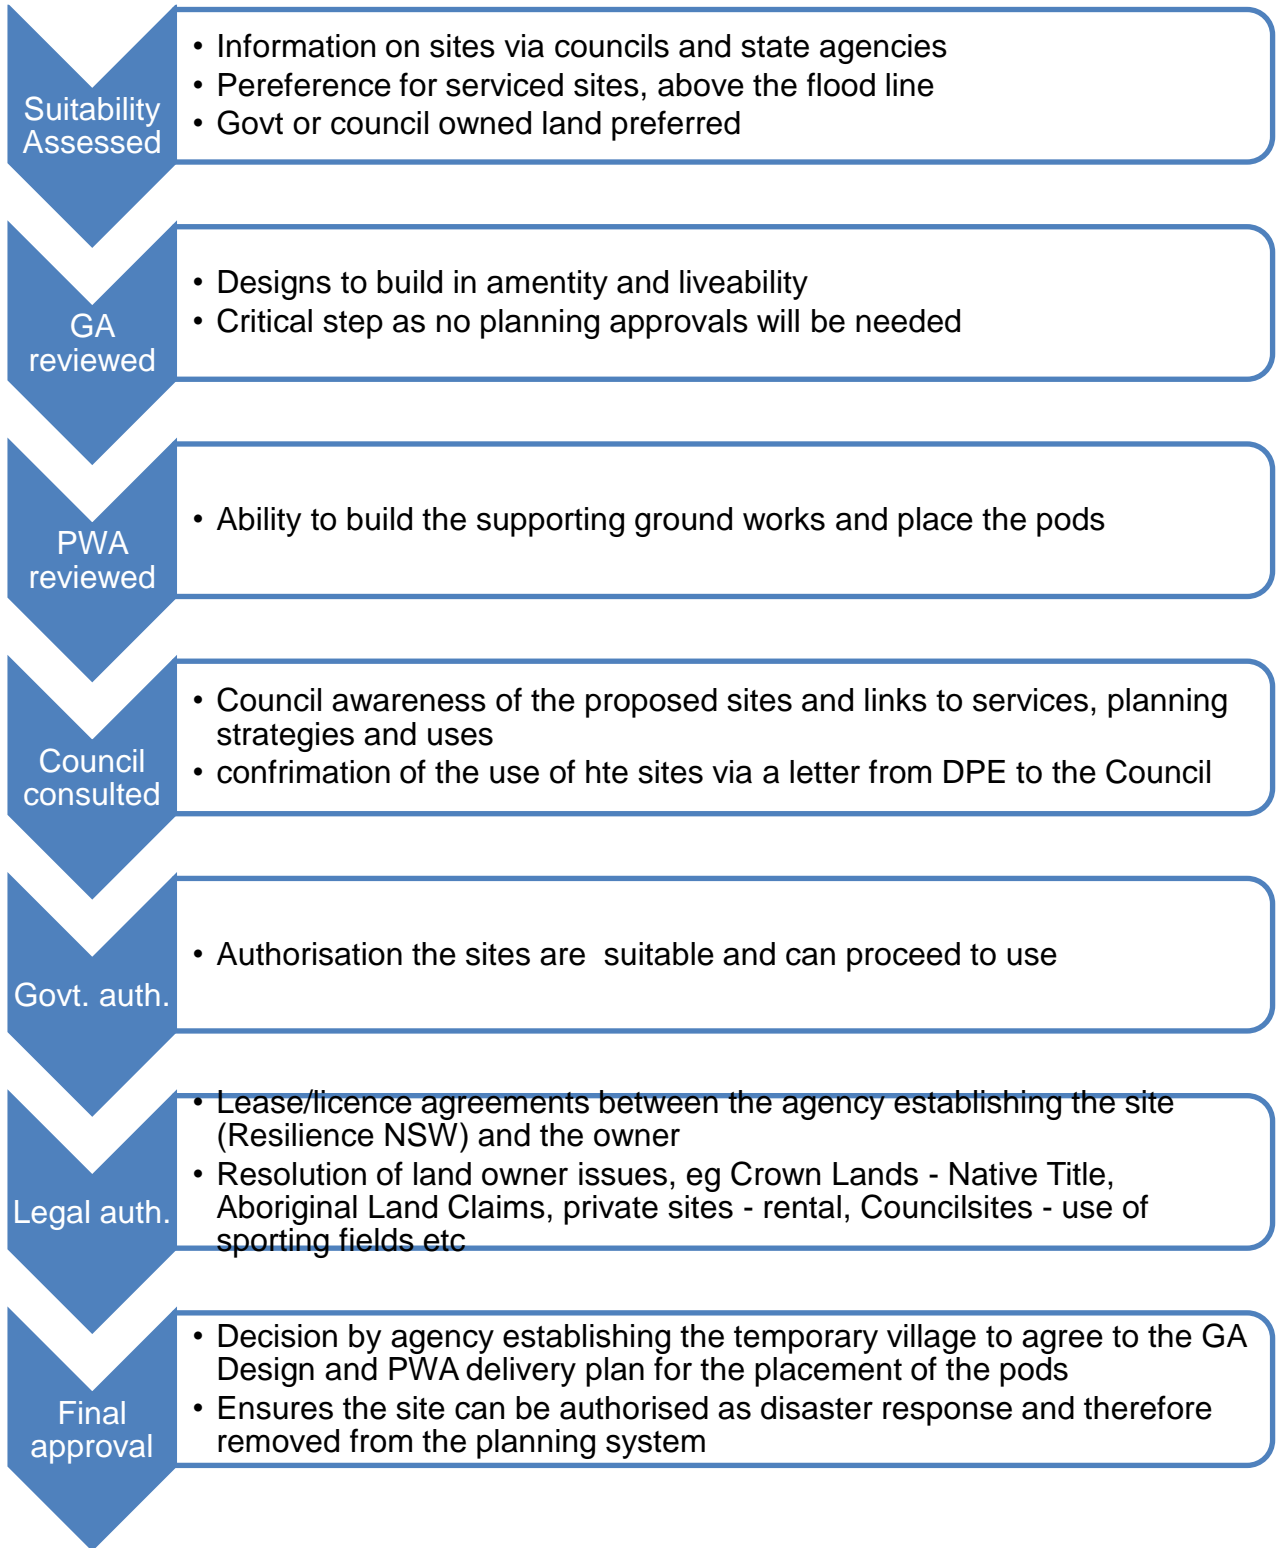 Suitability
Assessed
• Information on sites via councils and state agencies
• Pereference for serviced sites, above the flood line
• Govt or council owned land preferred
GA
reviewed
• Designs to build in amentity and liveability
• Critical step as no planning approvals will be needed
PWA
reviewed
• Ability to build the supporting ground works and place the pods
Council
consulted
• Council awareness of the proposed sites and links to services, planning
strategies and uses
• confrimation of the use of hte sites via a letter from DPE to the Council
Govt. auth.
• Authorisation the sites are  suitable and can proceed to use
Legal auth.
• Lease/licence agreements between the agency establishing the site
(Resilience NSW) and the owner
• Resolution of land owner issues, eg Crown Lands - Native Title,
Aboriginal Land Claims, private sites - rental, Councilsites - use of
sporting fields etc
Final
approval
• Decision by agency establishing the temporary village to agree to the GA
Design and PWA delivery plan for the placement of the pods
• Ensures the site can be authorised as disaster response and therefore
removed from the planning system